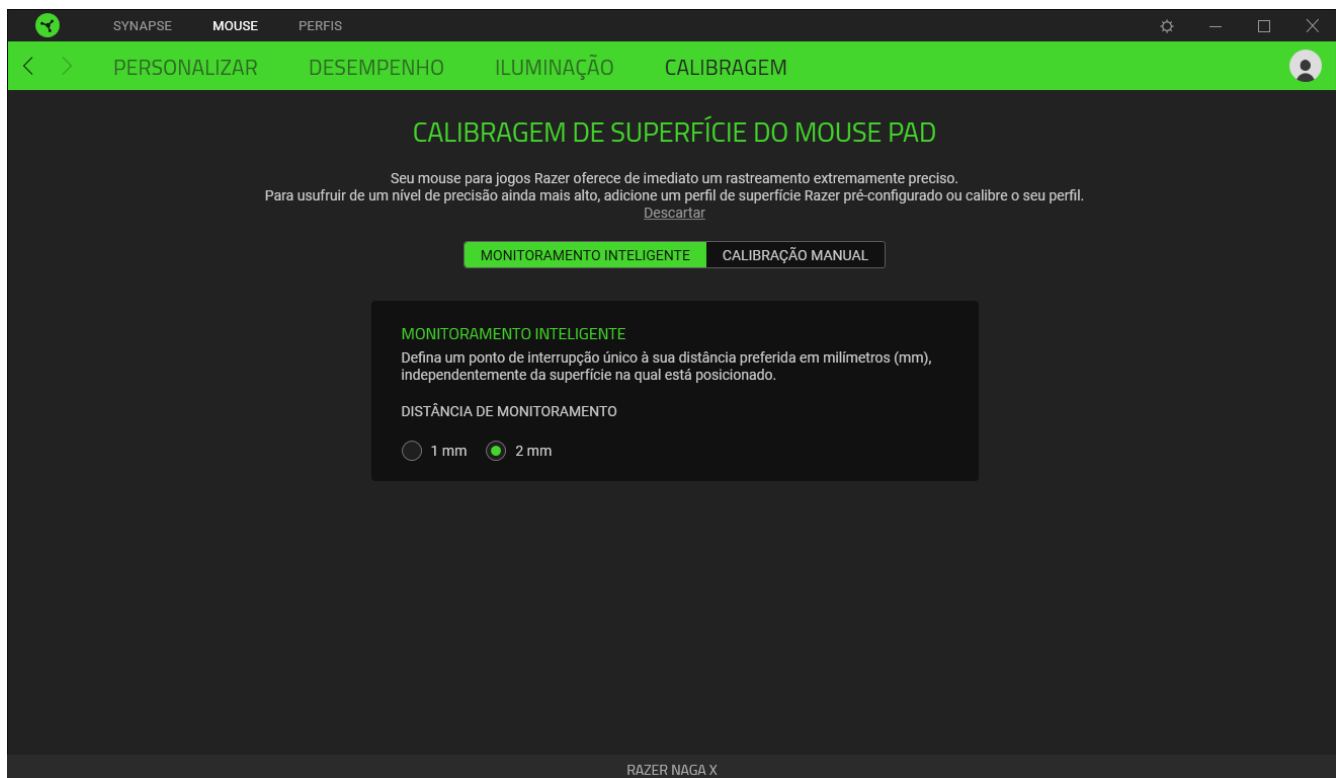 SYNAPSE MOUSE PERFIS
PERSONALIZAR DESEMPENHO ILUMINAÇÃO CALIBRAGEM
CALIBRAGEM DE SUPERFÍCIE DO MOUSE PAD
Seu mouse para jogos Razer oferece de imediato um rastreamento extremamente preciso.
Para usufruir de um nível de precisão ainda mais alto, adicione um perfil de superfície Razer pré-configurado ou calibre o seu perfil.
Descartar
MONITORAMENTO INTELIGENTE CALIBRAÇÃO MANUAL
MONITORAMENTO INTELIGENTE
Defina um ponto de interrupção único à sua distância preferida em milímetros (mm),
independentemente da superfície na qual está posicionado.
DISTÂNCIA DE MONITORAMENTO
1 mm 2 mm
RAZER NAGA X